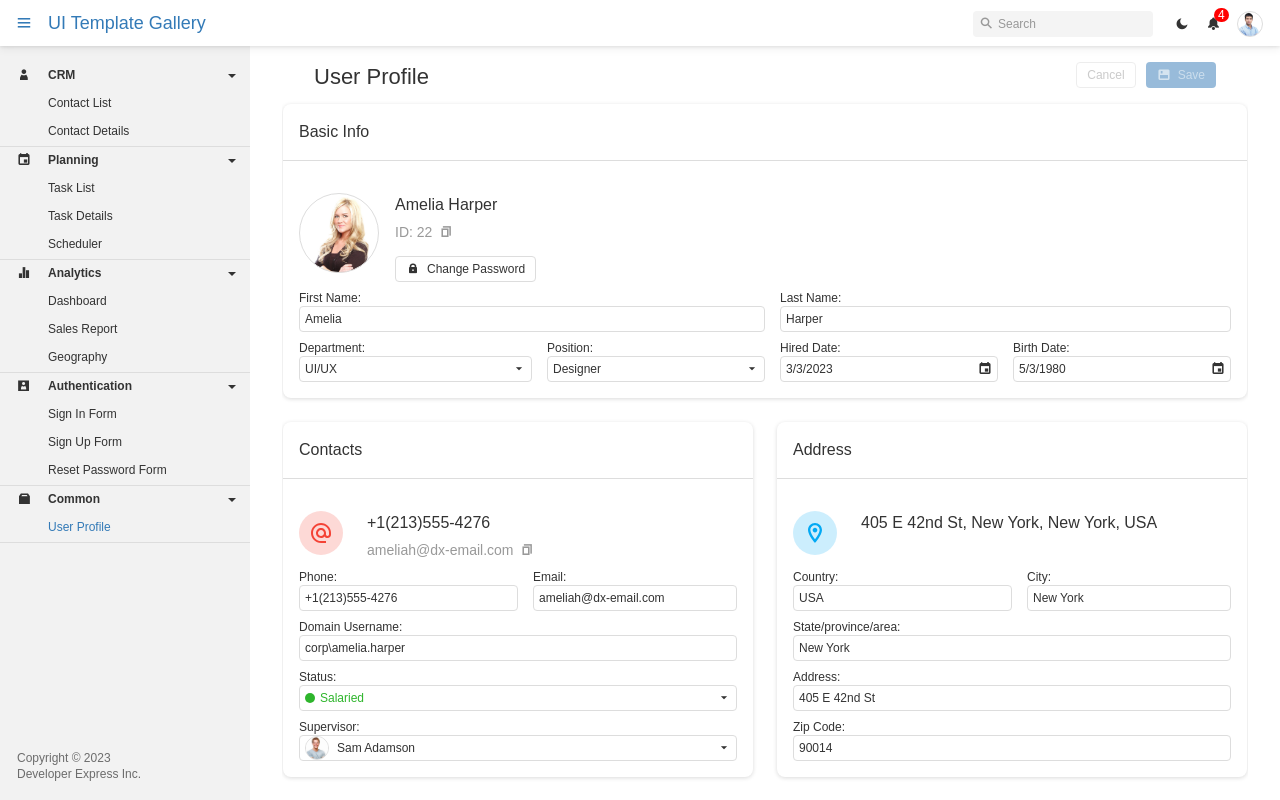 UI Template Gallery
Search
4
CRM
Contact List
Contact Details
Planning
Task List
Task Details
Scheduler
Analytics
Dashboard
Sales Report
Geography
Authentication
Sign In Form
Sign Up Form
Reset Password Form
Common
User Profile
Copyright © 2023
Developer Express Inc.
User Profile
Cancel
Save
Basic Info
Amelia Harper
ID: 22
Change Password
First Name:
Amelia
Last Name:
Harper
Department:
UI/UX
Position:
Designer
Hired Date:
3/3/2023
Birth Date:
5/3/1980
Contacts
+1(213)555-4276
ameliah@dx-email.com
Phone:
+1(213)555-4276
Email:
ameliah@dx-email.com
Domain Username:
corp\amelia.harper
Status:
Salaried
Supervisor:
Sam Adamson
Address
405 E 42nd St, New York, New York, USA
Country:
USA
City:
New York
State/province/area:
New York
Address:
405 E 42nd St
Zip Code:
90014